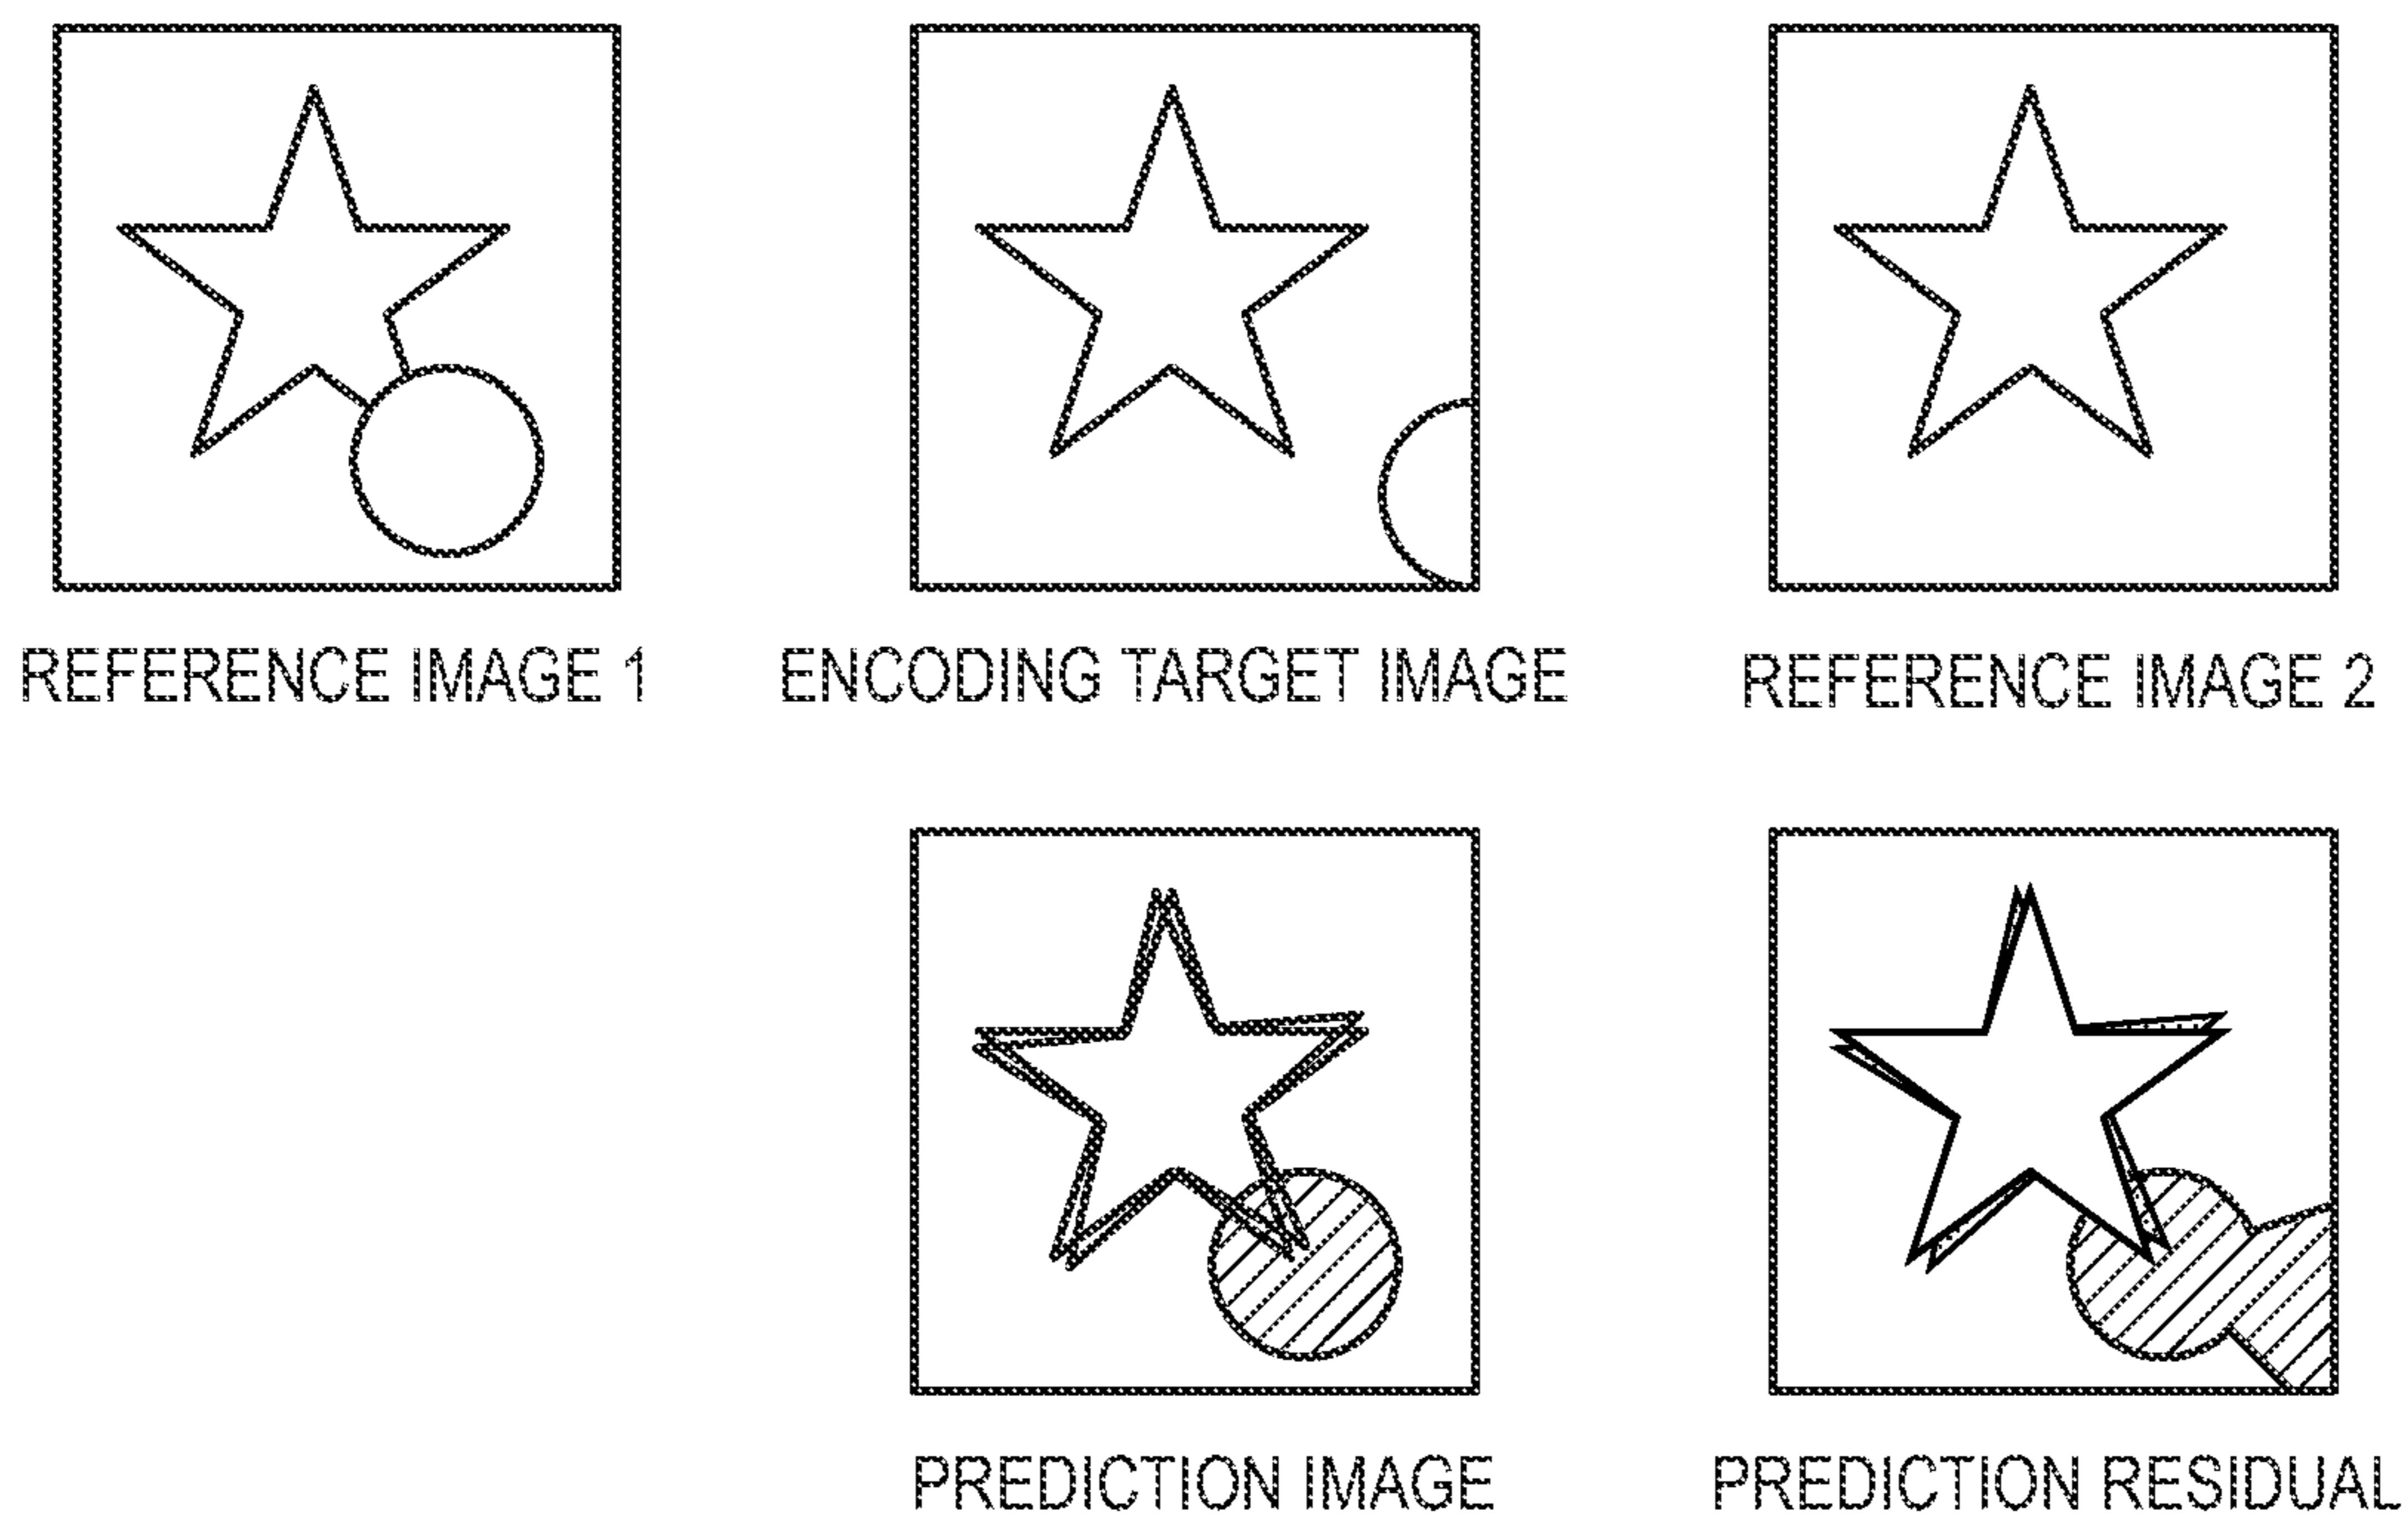 REFERENCE IMAGE 1
ENCODING TARGET IMAGE
REFERENCE IMAGE 2
PREDICTION IMAGE
PREDICTION RESIDUAL